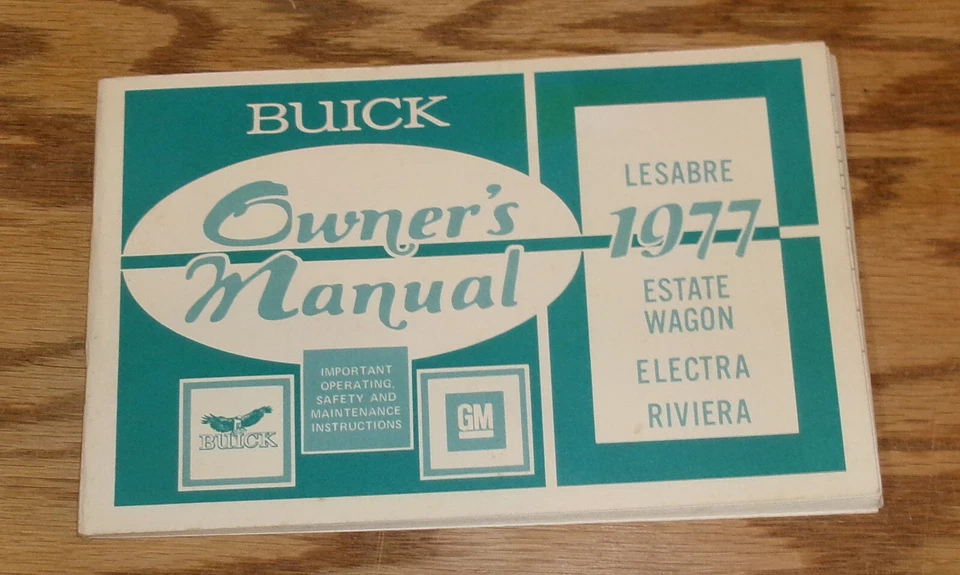 BUICK
Owner's
Manual
IMPORTANT
OPERATING,
SAFETY AND
MAINTENANCE
INSTRUCTIONS
BUICK
GM
LESABRE
1977
ESTATE
WAGON
ELECTRA
RIVIERA